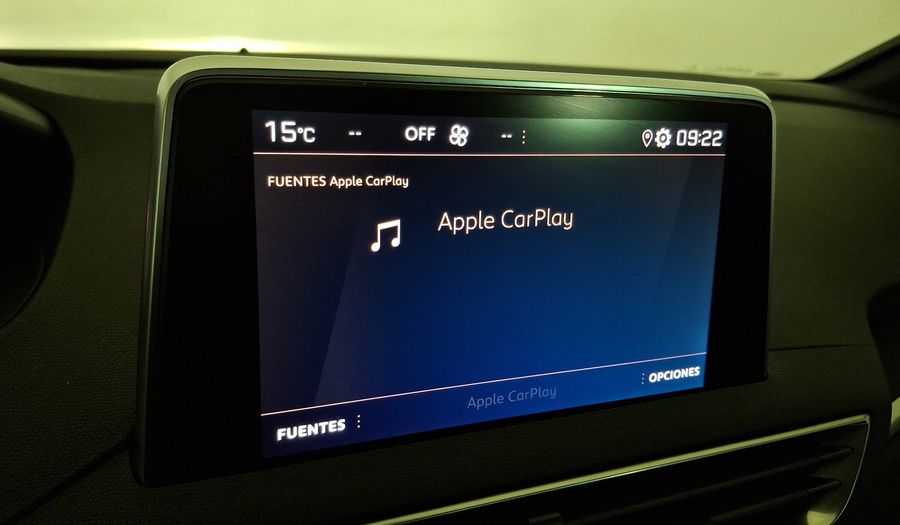 15°C -- OFF -- 09:22
FUENTES Apple CarPlay
Apple CarPlay
Apple CarPlay
OPCIONES
FUENTES